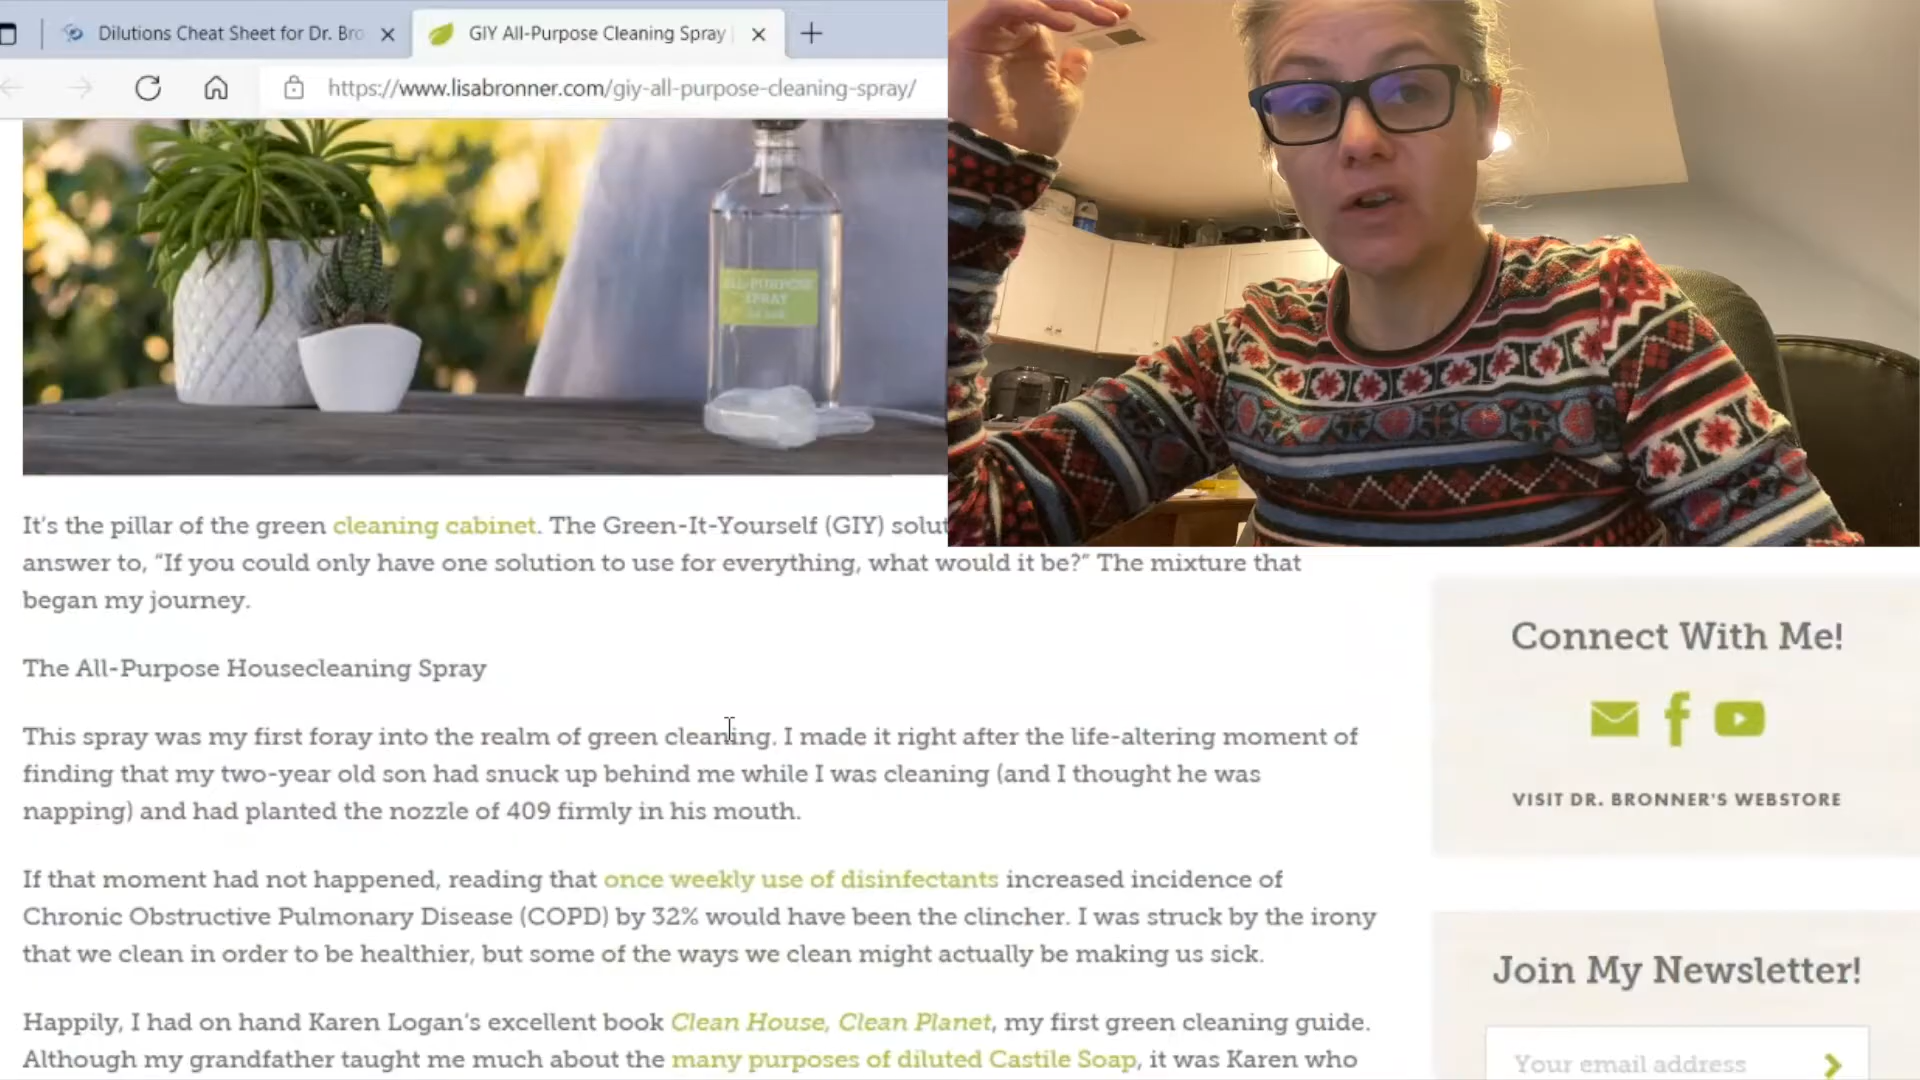 Dilutions Cheat Sheet for Dr. Bro
GIY All-Purpose Cleaning Spray
https://www.lisabronner.com/giy-all-purpose-cleaning-spray/
ALL-PURPOSE
SPRAY
It's the pillar of the green cleaning cabinet. The Green-It-Yourself (GIY) solut
answer to, “If you could only have one solution to use for everything, what would it be?” The mixture that
began my journey.
The All-Purpose Housecleaning Spray
This spray was my first foray into the realm of green cleaning. I made it right after the life-altering moment of
finding that my two-year old son had snuck up behind me while I was cleaning (and I thought he was
napping) and had planted the nozzle of 409 firmly in his mouth.
If that moment had not happened, reading that once weekly use of disinfectants increased incidence of
Chronic Obstructive Pulmonary Disease (COPD) by 32% would have been the clincher. I was struck by the irony
that we clean in order to be healthier, but some of the ways we clean might actually be making us sick.
Happily, I had on hand Karen Logan's excellent book Clean House, Clean Planet, my first green cleaning guide.
Although my grandfather taught me much about the many purposes of diluted Castile Soap, it was Karen who
Connect With Me!
VISIT DR. BRONNER'S WEBSTORE
Join My Newsletter!
Your email address